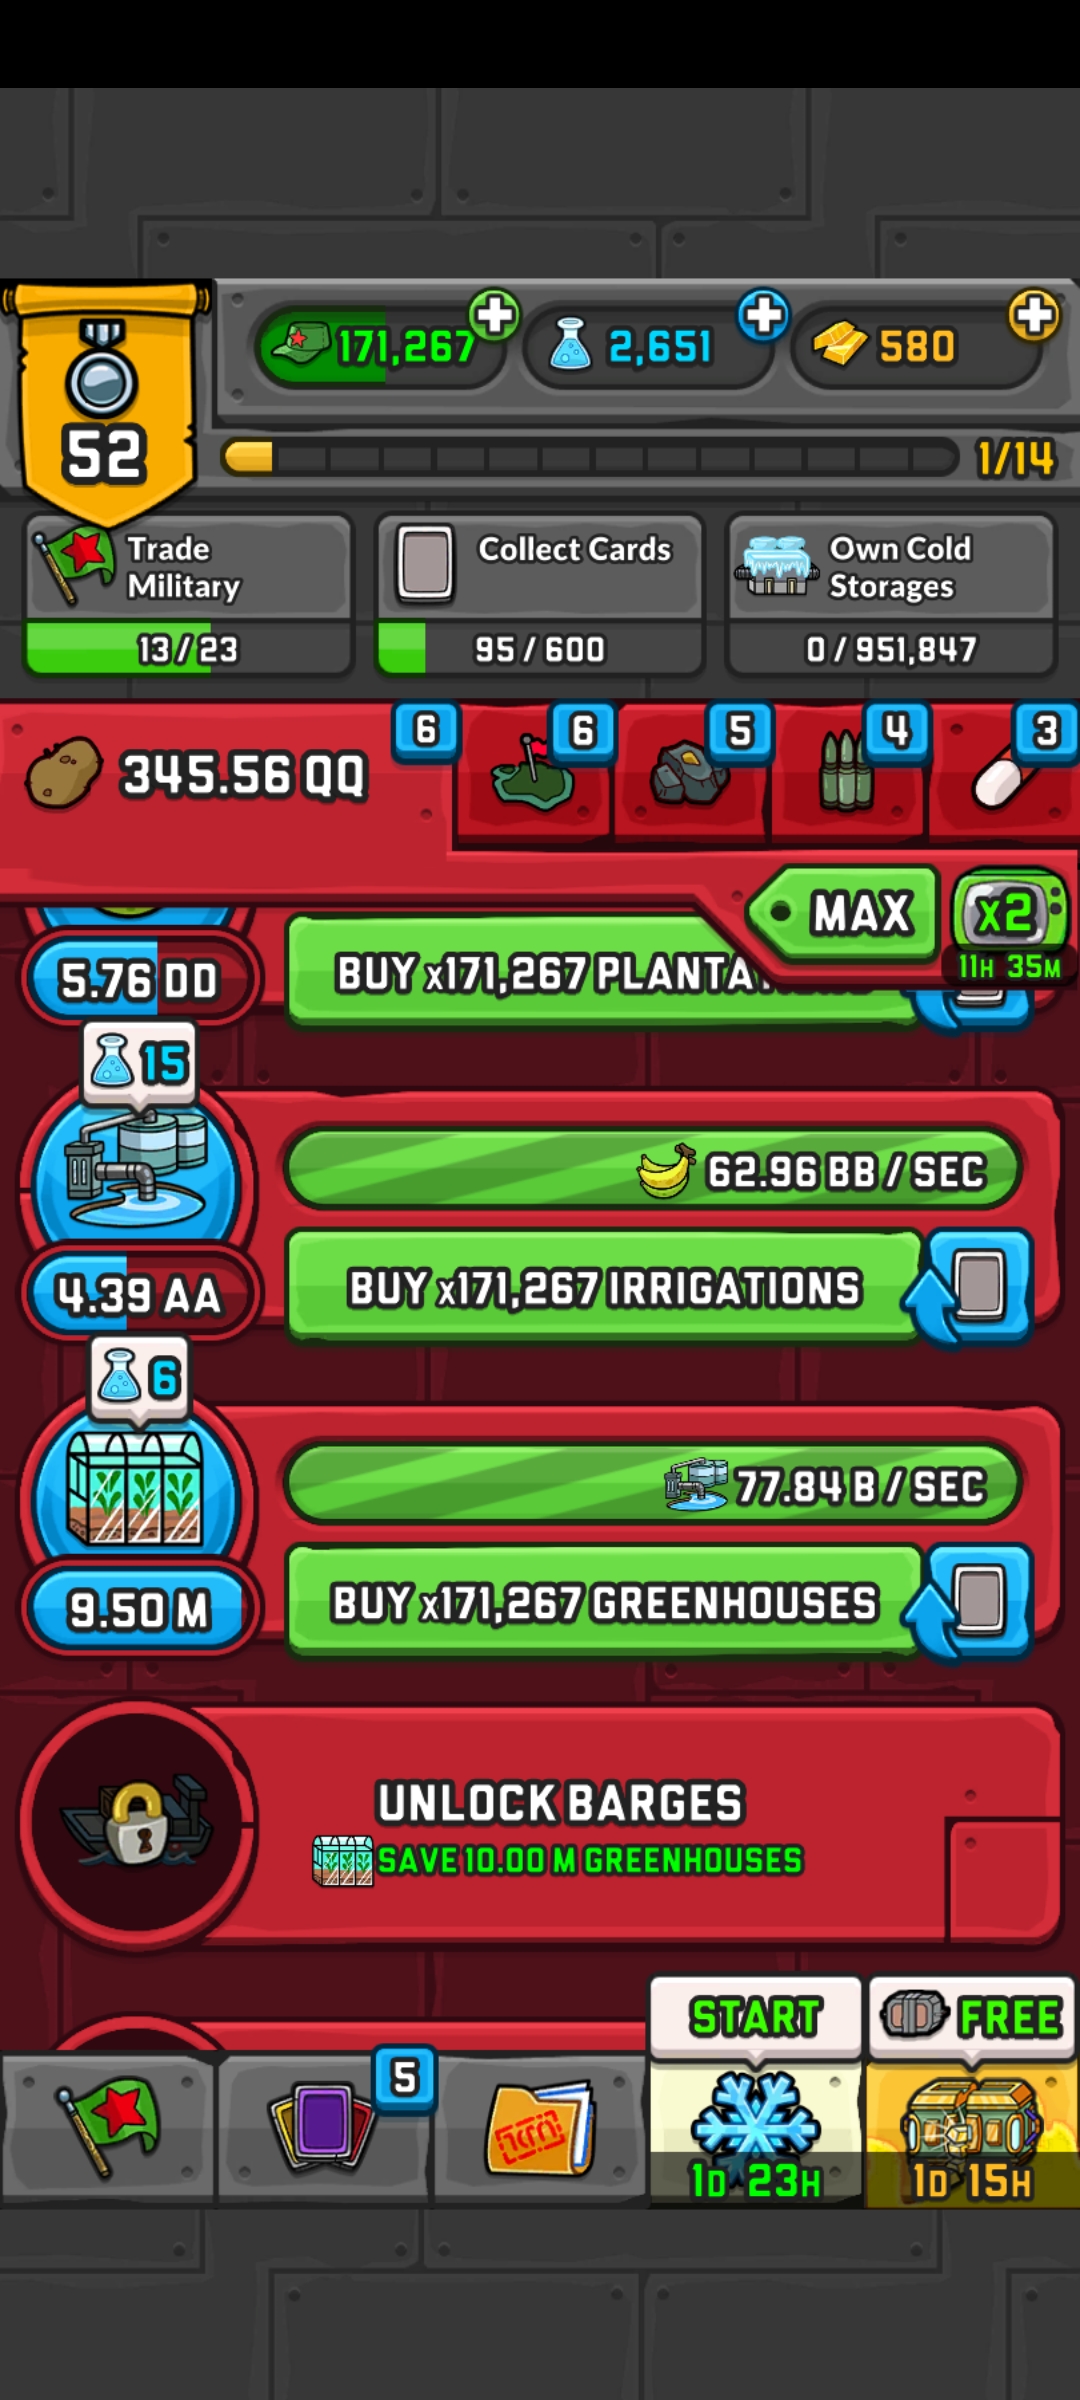 171,267
2,651
580
52
1/14
Trade
Military
13/23
Collect Cards
95/600
Own Cold
Storages
0/951,847
345.56 QQ
6
6
5
4
3
MAX
X2
11H 35M
5.76 DD
BUY x171,267
15
62.96 BB / SEC
4.39 AA
BUY x171,267 IRRIGATIONS
6
77.84 B / SEC
9.50 M
BUY x171,267 GREENHOUSES
UNLOCK BARGES
SAVE 10.00 M GREENHOUSES
START
FREE
5
1D 23H
1D 15H